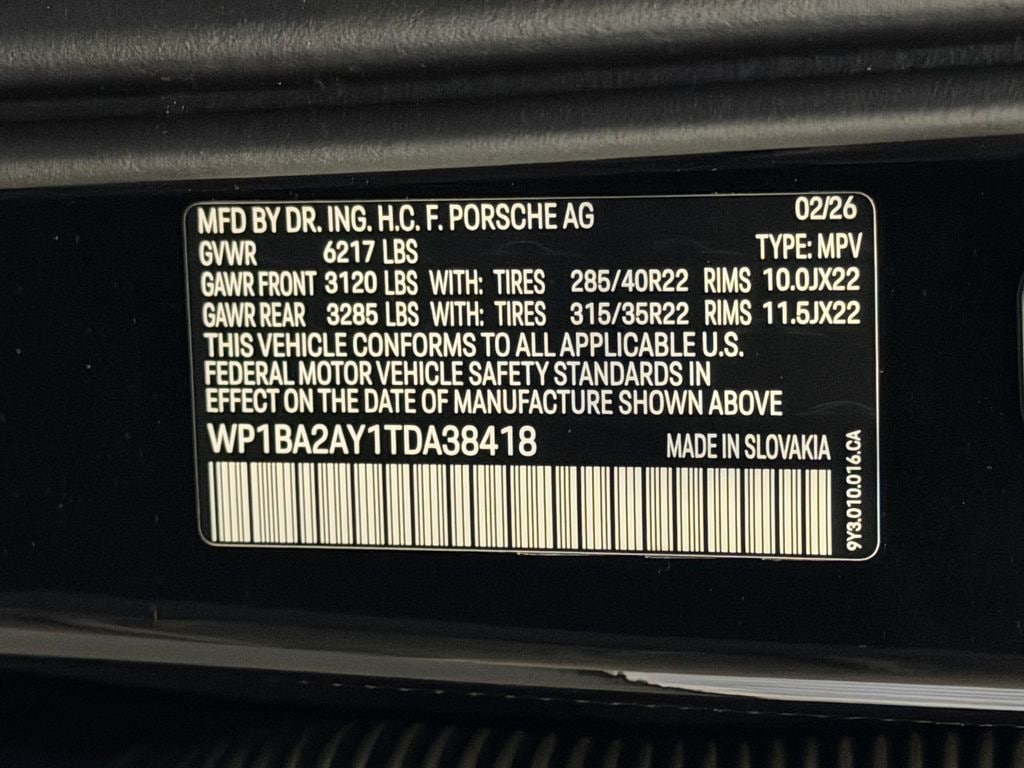 MFD BY DR. ING. H.C. F. PORSCHE AG 02/26
GVWR 6217 LBS TYPE: MPV
GAWR FRONT 3120 LBS WITH: TIRES 285/40R22 RIMS 10.0JX22
GAWR REAR 3285 LBS WITH: TIRES 315/35R22 RIMS 11.5JX22
THIS VEHICLE CONFORMS TO ALL APPLICABLE U.S.
FEDERAL MOTOR VEHICLE SAFETY STANDARDS IN
EFFECT ON THE DATE OF MANUFACTURE SHOWN ABOVE
WP1BA2AY1TDA38418 MADE IN SLOVAKIA
9Y3.010.016.CA